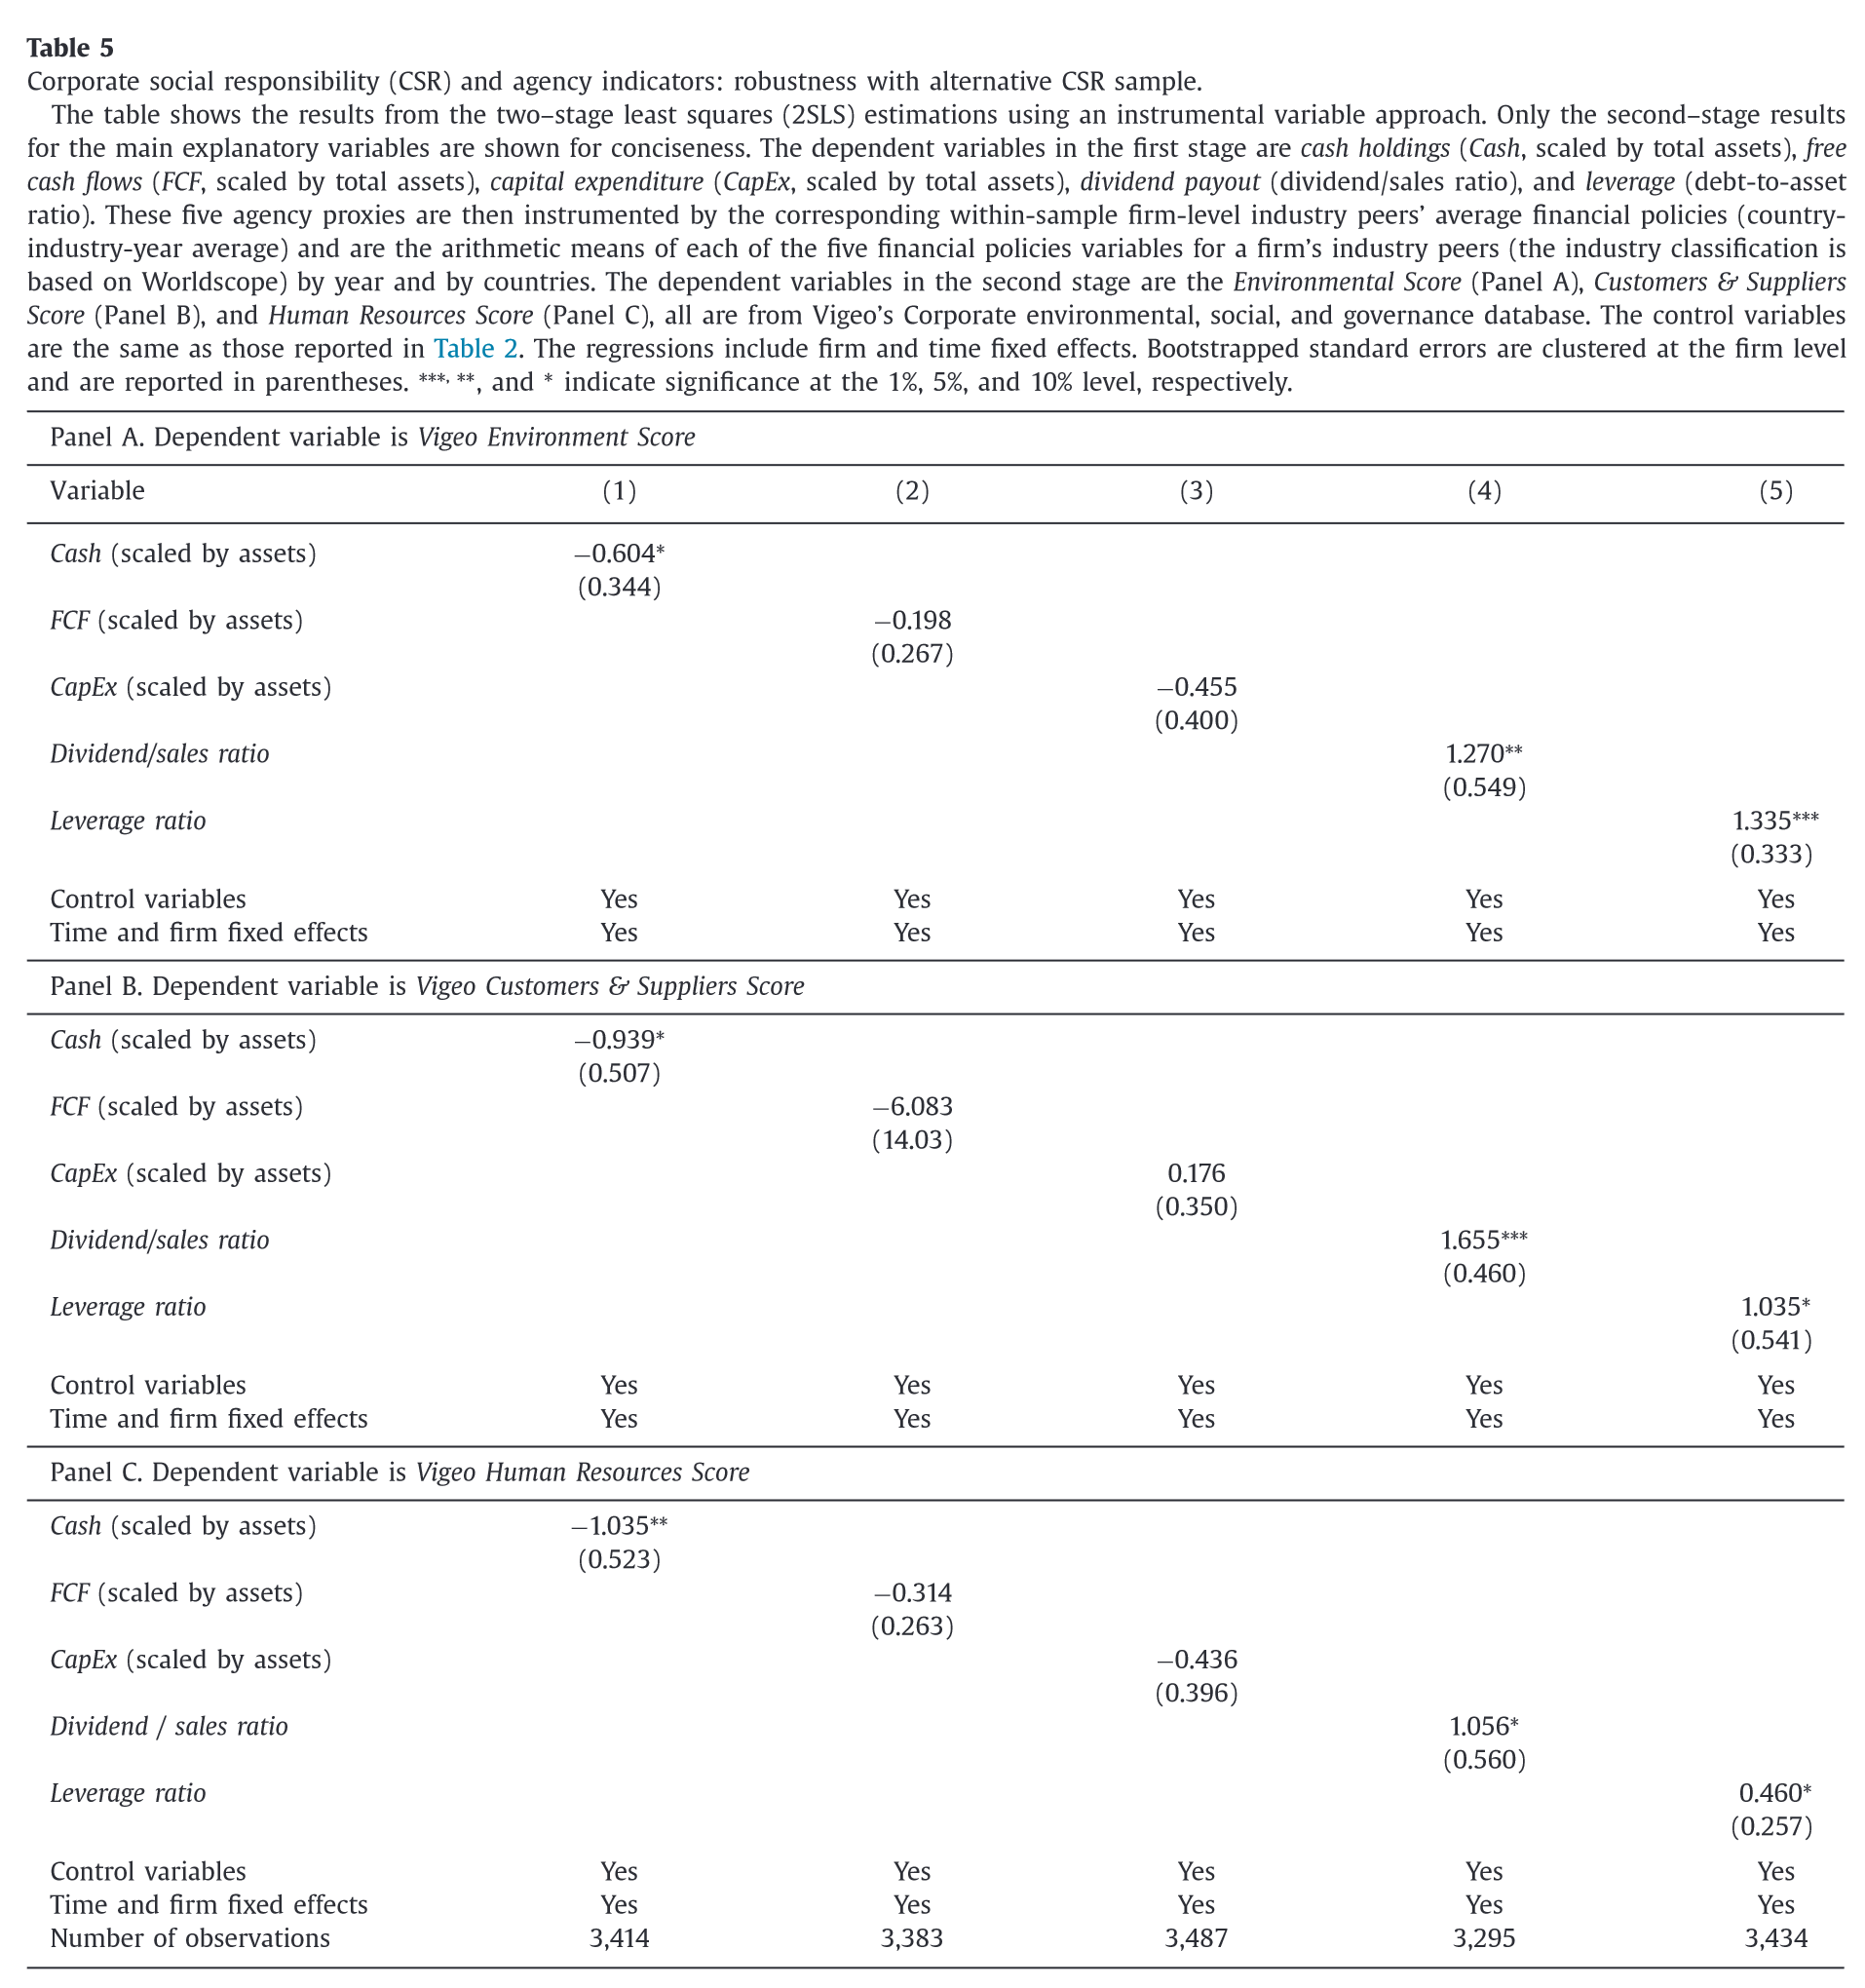 Table 5
Corporate social responsibility (CSR) and agency indicators: robustness with alternative CSR sample.
The table shows the results from the two–stage least squares (2SLS) estimations using an instrumental variable approach. Only the second–stage results
for the main explanatory variables are shown for conciseness. The dependent variables in the first stage are cash holdings (Cash, scaled by total assets), free
cash flows (FCF, scaled by total assets), capital expenditure (CapEx, scaled by total assets), dividend payout (dividend/sales ratio), and leverage (debt-to-asset
ratio). These five agency proxies are then instrumented by the corresponding within-sample firm-level industry peers’ average financial policies (country-
industry-year average) and are the arithmetic means of each of the five financial policies variables for a firm’s industry peers (the industry classification is
based on Worldscope) by year and by countries. The dependent variables in the second stage are the Environmental Score (Panel A), Customers & Suppliers
Score (Panel B), and Human Resources Score (Panel C), all are from Vigeo’s Corporate environmental, social, and governance database. The control variables
are the same as those reported in Table 2. The regressions include firm and time fixed effects. Bootstrapped standard errors are clustered at the firm level
and are reported in parentheses. ***, **, and * indicate significance at the 1%, 5%, and 10% level, respectively.
Panel A. Dependent variable is Vigeo Environment Score
Variable (1) (2) (3) (4) (5)
Cash (scaled by assets) −0.604*
(0.344)
FCF (scaled by assets) −0.198
(0.267)
CapEx (scaled by assets) −0.455
(0.400)
Dividend/sales ratio 1.270**
(0.549)
Leverage ratio 1.335***
(0.333)
Control variables Yes Yes Yes Yes Yes
Time and firm fixed effects Yes Yes Yes Yes Yes
Panel B. Dependent variable is Vigeo Customers & Suppliers Score
Cash (scaled by assets) −0.939*
(0.507)
FCF (scaled by assets) −6.083
(14.03)
CapEx (scaled by assets) 0.176
(0.350)
Dividend/sales ratio 1.655***
(0.460)
Leverage ratio 1.035*
(0.541)
Control variables Yes Yes Yes Yes Yes
Time and firm fixed effects Yes Yes Yes Yes Yes
Panel C. Dependent variable is Vigeo Human Resources Score
Cash (scaled by assets) −1.035**
(0.523)
FCF (scaled by assets) −0.314
(0.263)
CapEx (scaled by assets) −0.436
(0.396)
Dividend / sales ratio 1.056*
(0.560)
Leverage ratio 0.460*
(0.257)
Control variables Yes Yes Yes Yes Yes
Time and firm fixed effects Yes Yes Yes Yes Yes
Number of observations 3,414 3,383 3,487 3,295 3,434